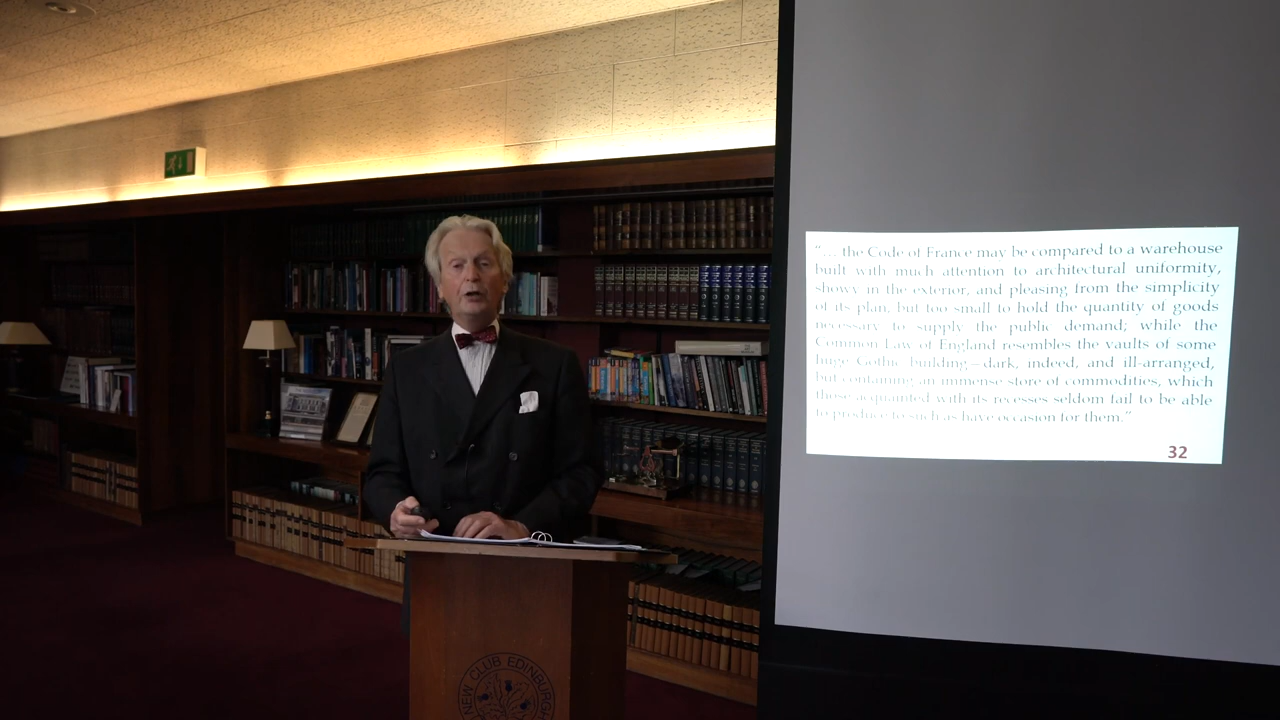 “… the Code of France may be compared to a warehouse
built with much attention to architectural uniformity,
showy in the exterior, and pleasing from the simplicity
of its plan, but too small to hold the quantity of goods
necessary to supply the public demand; while the
Common Law of England resembles the vaults of some
huge Gothic building – dark, indeed, and ill-arranged,
but containing an immense store of commodities, which
those acquainted with its recesses seldom fail to be able
to produce to such as have occasion for them.”
32
NEW CLUB EDINBURGH